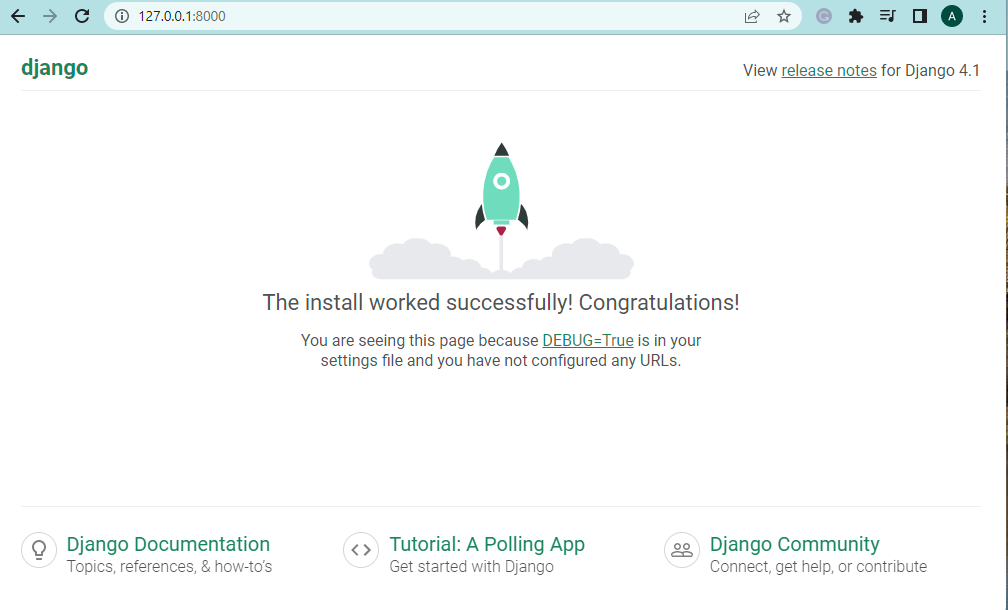 127.0.0.1:8000
A
django
View release notes for Django 4.1
The install worked successfully! Congratulations!
You are seeing this page because DEBUG=True is in your
settings file and you have not configured any URLs.
Django Documentation
Topics, references, & how-to's
Tutorial: A Polling App
Get started with Django
Django Community
Connect, get help, or contribute